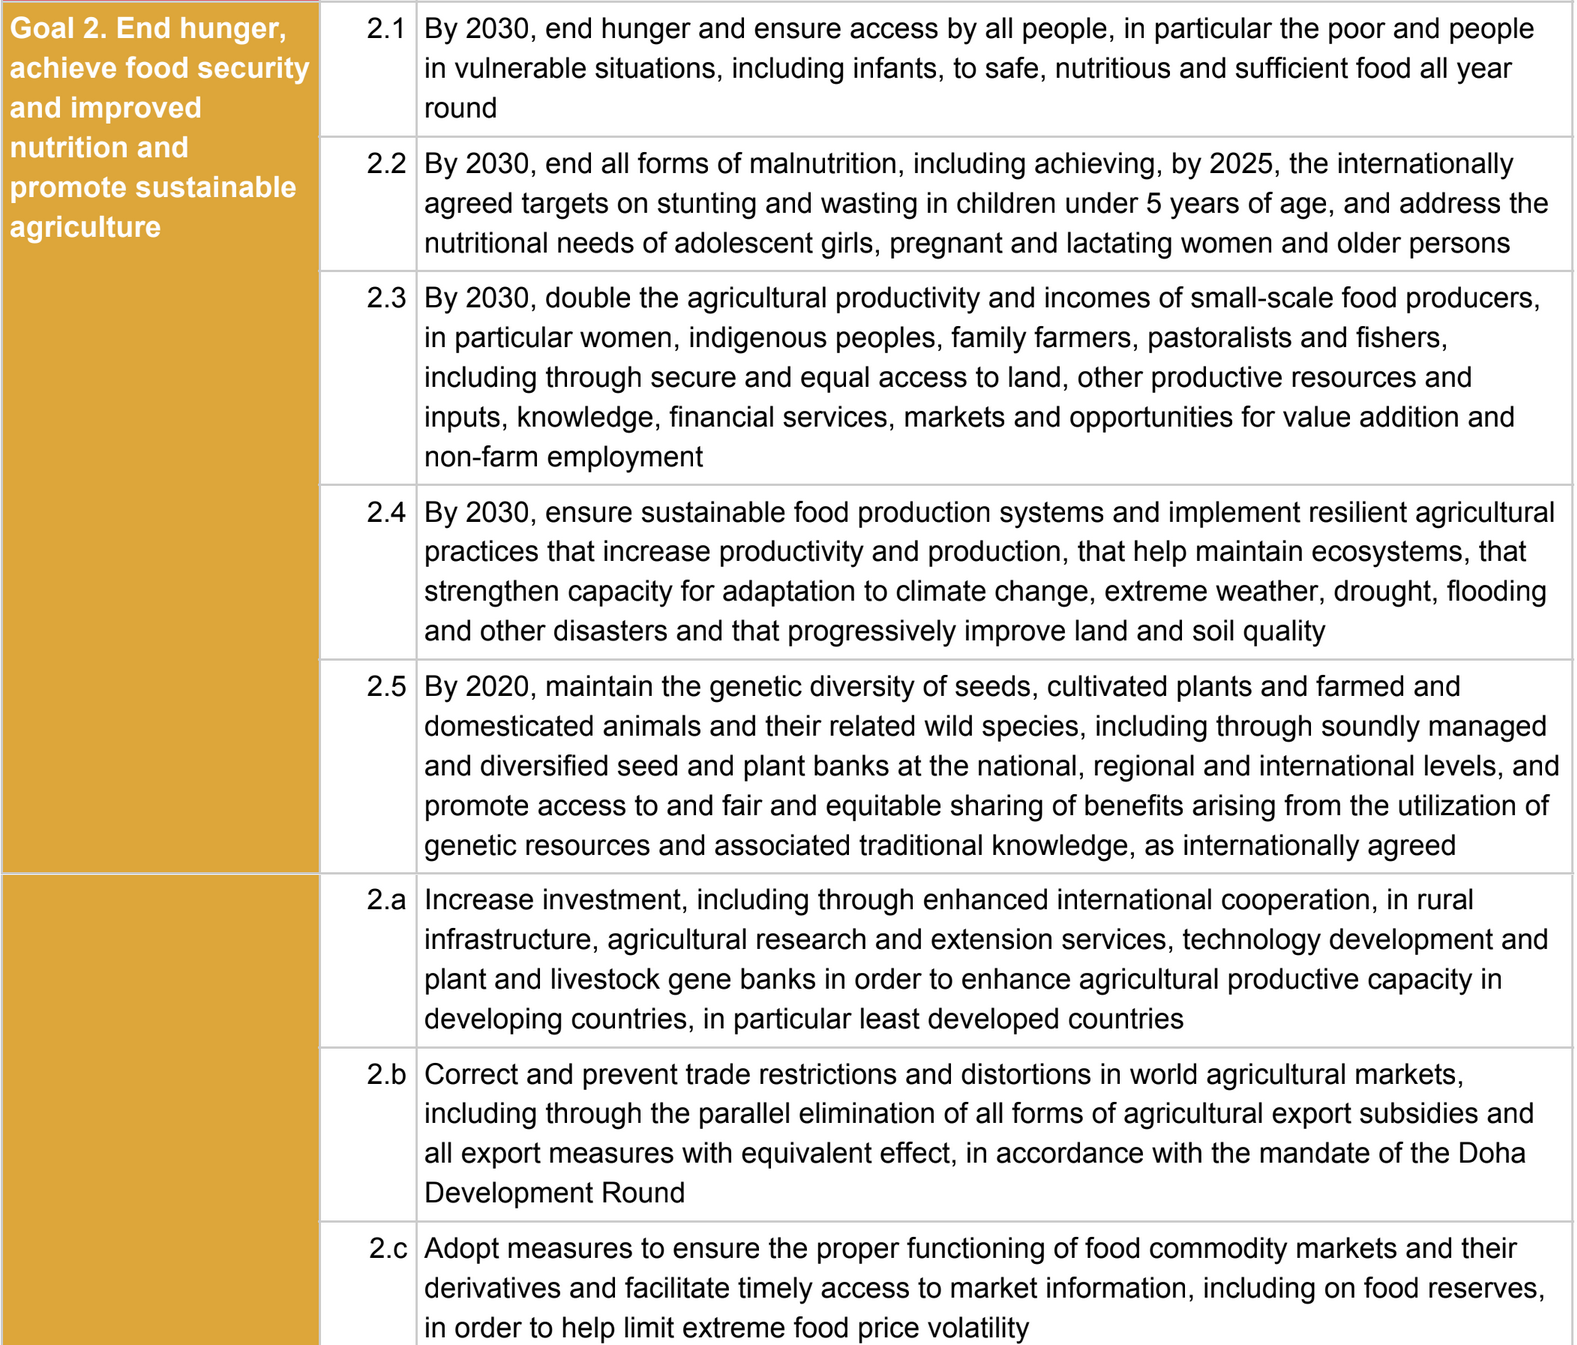 Goal 2. End hunger,
achieve food security
and improved
nutrition and
promote sustainable
agriculture
2.1 By 2030, end hunger and ensure access by all people, in particular the poor and people
in vulnerable situations, including infants, to safe, nutritious and sufficient food all year
round
2.2 By 2030, end all forms of malnutrition, including achieving, by 2025, the internationally
agreed targets on stunting and wasting in children under 5 years of age, and address the
nutritional needs of adolescent girls, pregnant and lactating women and older persons
2.3 By 2030, double the agricultural productivity and incomes of small-scale food producers,
in particular women, indigenous peoples, family farmers, pastoralists and fishers,
including through secure and equal access to land, other productive resources and
inputs, knowledge, financial services, markets and opportunities for value addition and
non-farm employment
2.4 By 2030, ensure sustainable food production systems and implement resilient agricultural
practices that increase productivity and production, that help maintain ecosystems, that
strengthen capacity for adaptation to climate change, extreme weather, drought, flooding
and other disasters and that progressively improve land and soil quality
2.5 By 2020, maintain the genetic diversity of seeds, cultivated plants and farmed and
domesticated animals and their related wild species, including through soundly managed
and diversified seed and plant banks at the national, regional and international levels, and
promote access to and fair and equitable sharing of benefits arising from the utilization of
genetic resources and associated traditional knowledge, as internationally agreed
2.a Increase investment, including through enhanced international cooperation, in rural
infrastructure, agricultural research and extension services, technology development and
plant and livestock gene banks in order to enhance agricultural productive capacity in
developing countries, in particular least developed countries
2.b Correct and prevent trade restrictions and distortions in world agricultural markets,
including through the parallel elimination of all forms of agricultural export subsidies and
all export measures with equivalent effect, in accordance with the mandate of the Doha
Development Round
2.c Adopt measures to ensure the proper functioning of food commodity markets and their
derivatives and facilitate timely access to market information, including on food reserves,
in order to help limit extreme food price volatility